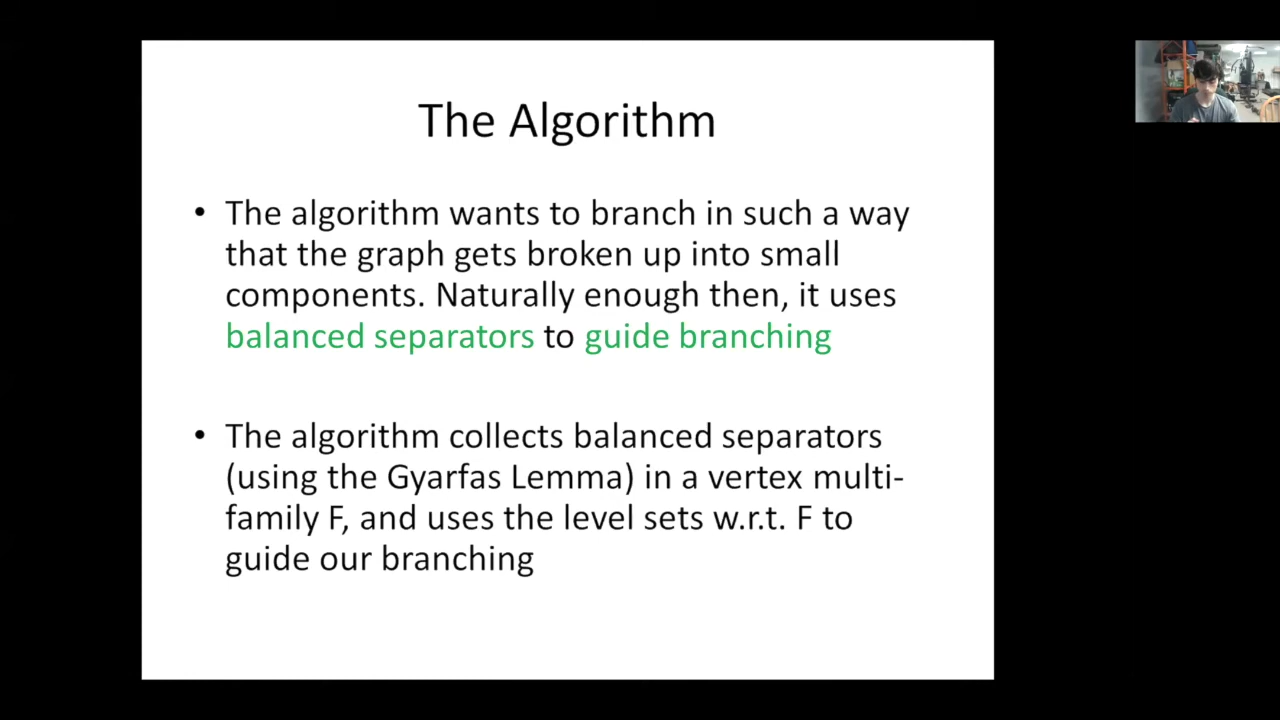 The Algorithm
• The algorithm wants to branch in such a way
that the graph gets broken up into small
components. Naturally enough then, it uses
balanced separators to guide branching
• The algorithm collects balanced separators
(using the Gyarfas Lemma) in a vertex multi-
family F, and uses the level sets w.r.t. F to
guide our branching